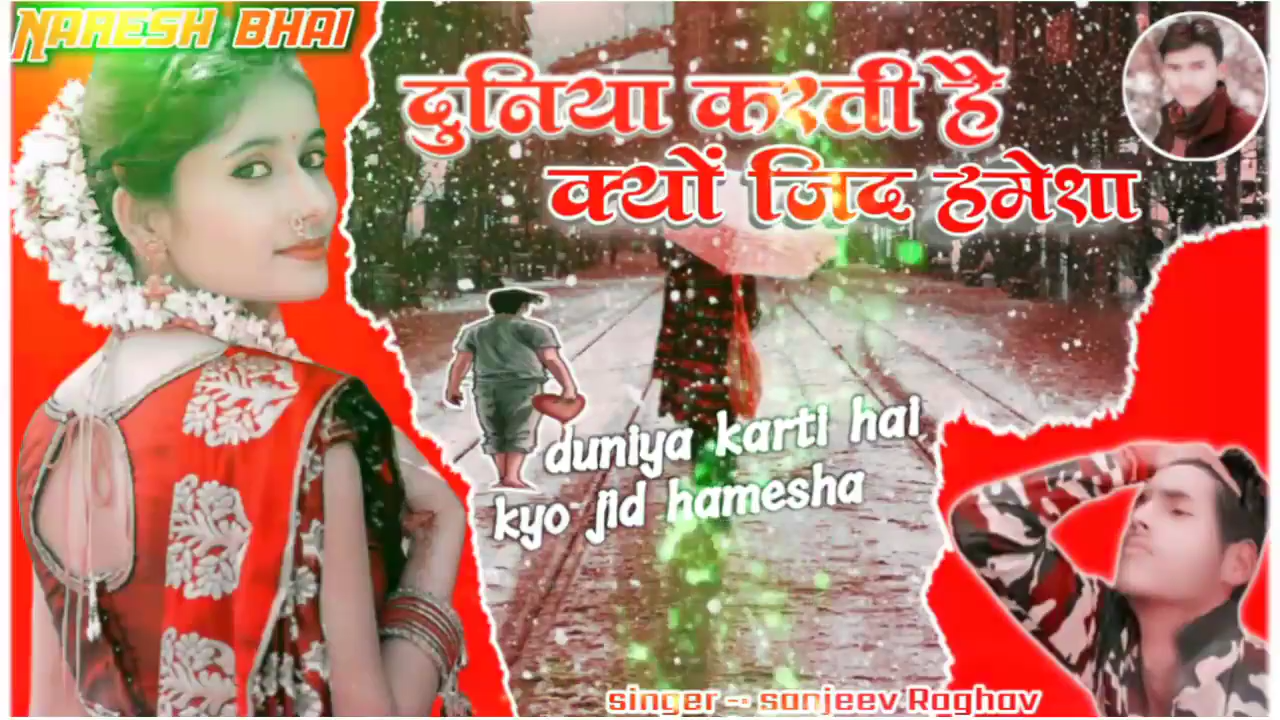 NARESH BHAI
दुनिया करती है
क्यों जिद हमेशा
duniya karti hai
kyo jid hamesha
singer -: sanjeev Raghav